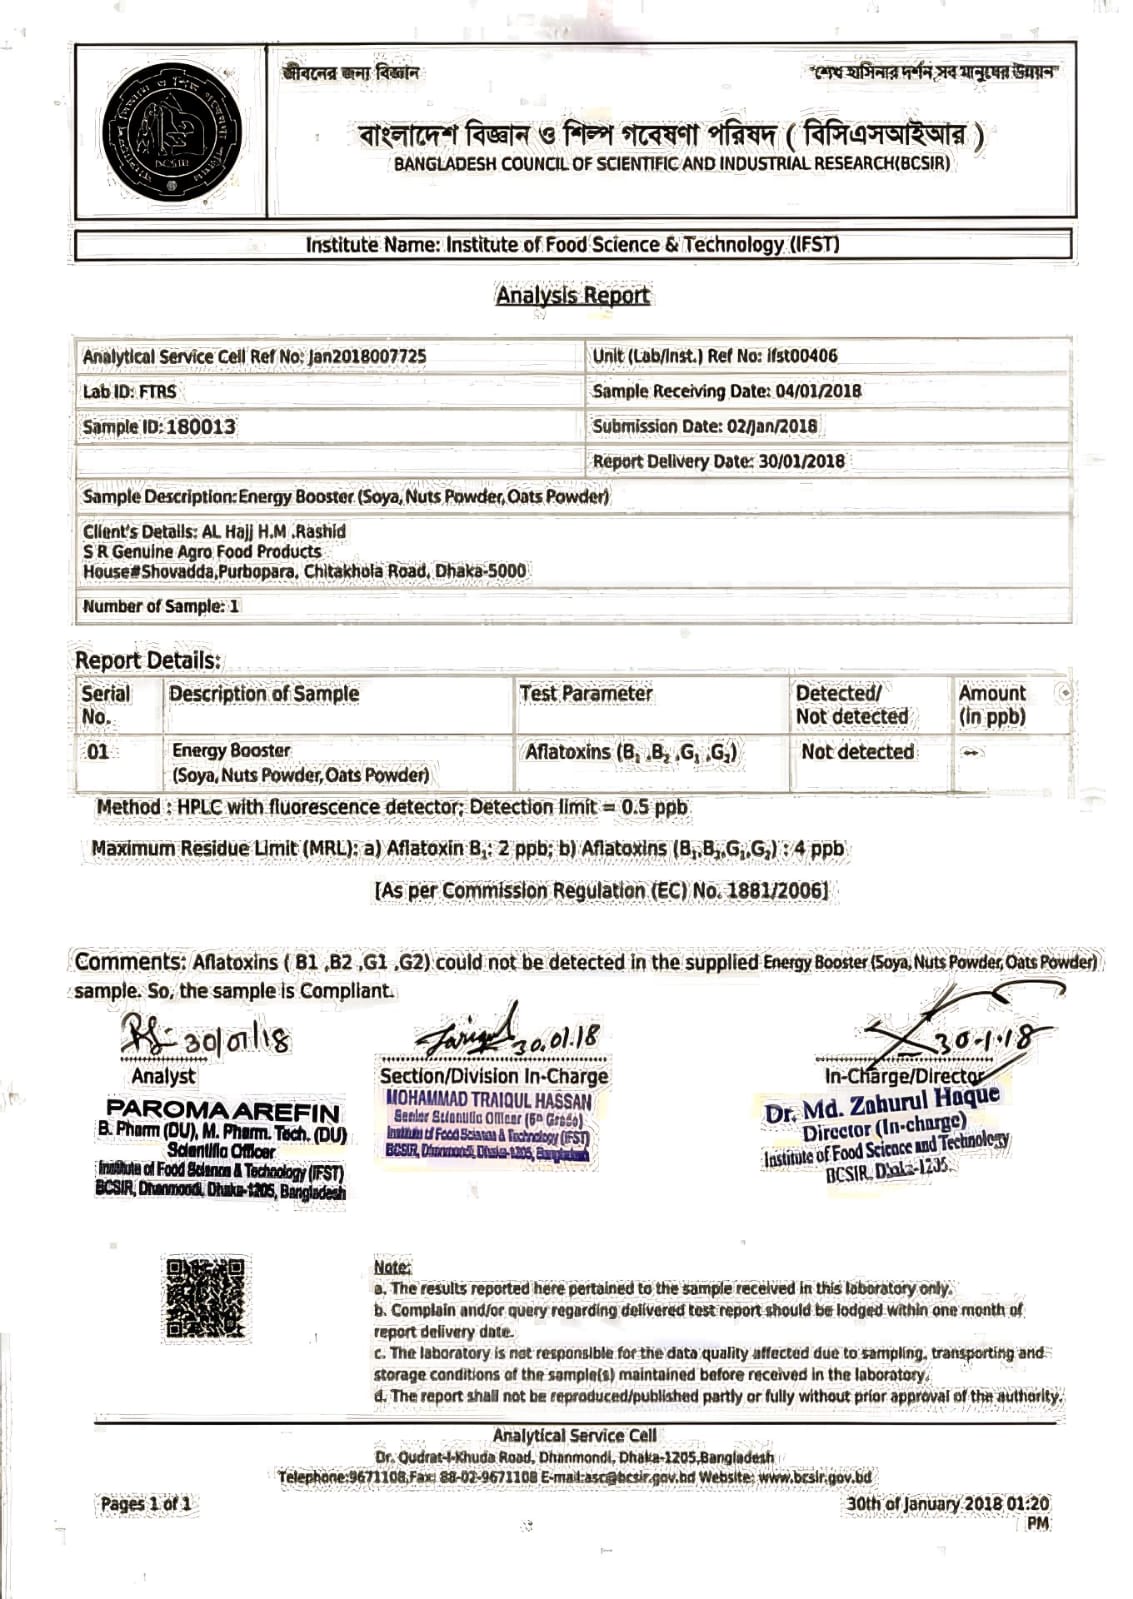 জীবনের জন্য বিজ্ঞান
"শেখ হাসিনার দর্শন, সব মানুষের উন্নয়ন"
বাংলাদেশ বিজ্ঞান ও শিল্প গবেষণা পরিষদ ( বিসিএসআইআর )
BANGLADESH COUNCIL OF SCIENTIFIC AND INDUSTRIAL RESEARCH(BCSIR)
BCSIR
Institute Name: Institute of Food Science & Technology (IFST)
Analysis Report
Analytical Service Cell Ref No: Jan2018007725
Unit (Lab/Inst.) Ref No: ifst00406
Lab ID: FTRS
Sample Receiving Date: 04/01/2018
Sample ID: 180013
Submission Date: 02/Jan/2018
Report Delivery Date: 30/01/2018
Sample Description: Energy Booster (Soya, Nuts Powder, Oats Powder)
Client's Details: AL Hajj H.M .Rashid
S R Genuine Agro Food Products
House#Shovadda,Purbopara, Chitakhola Road, Dhaka-5000
Number of Sample: 1
Report Details:
Serial No. Description of Sample Test Parameter Detected/ Not detected Amount (in ppb)
01 Energy Booster (Soya, Nuts Powder, Oats Powder) Aflatoxins (B₁ ,B₂ ,G₁ ,G₂) Not detected --
Method : HPLC with fluorescence detector; Detection limit = 0.5 ppb
Maximum Residue Limit (MRL): a) Aflatoxin B₁: 2 ppb; b) Aflatoxins (B₁,B₂,G₁,G₂) : 4 ppb
[As per Commission Regulation (EC) No. 1881/2006]
Comments: Aflatoxins ( B1 ,B2 ,G1 ,G2) could not be detected in the supplied Energy Booster (Soya, Nuts Powder, Oats Powder)
sample. So, the sample is Compliant.
30/01/18
30.01.18
30-1-18
Analyst
Section/Division In-Charge
In-Charge/Director
PAROMA AREFIN
B. Pharm (DU), M. Pharm. Tech. (DU)
Scientific Officer
Institute of Food Science & Technology (IFST)
BCSIR, Dhanmondi, Dhaka-1205, Bangladesh
MOHAMMAD TRAIQUL HASSAN
Senior Scientific Officer (6th Grade)
Institute of Food Science & Technology (IFST)
BCSIR, Dhanmondi, Dhaka-1205, Bangladesh
Dr. Md. Zahurul Haque
Director (In-charge)
Institute of Food Science and Technology
BCSIR, Dhaka-1205.
Note:
a. The results reported here pertained to the sample received in this laboratory only.
b. Complain and/or query regarding delivered test report should be lodged within one month of
report delivery date.
c. The laboratory is not responsible for the data quality affected due to sampling, transporting and
storage conditions of the sample(s) maintained before received in the laboratory.
d. The report shall not be reproduced/published partly or fully without prior approval of the authority.
Analytical Service Cell
Dr. Qudrat-I-Khuda Road, Dhanmondi, Dhaka-1205,Bangladesh
Telephone:9671108,Fax: 88-02-9671108 E-mail:asc@bcsir.gov.bd Website: www.bcsir.gov.bd
Pages 1 of 1
30th of January 2018 01:20
PM